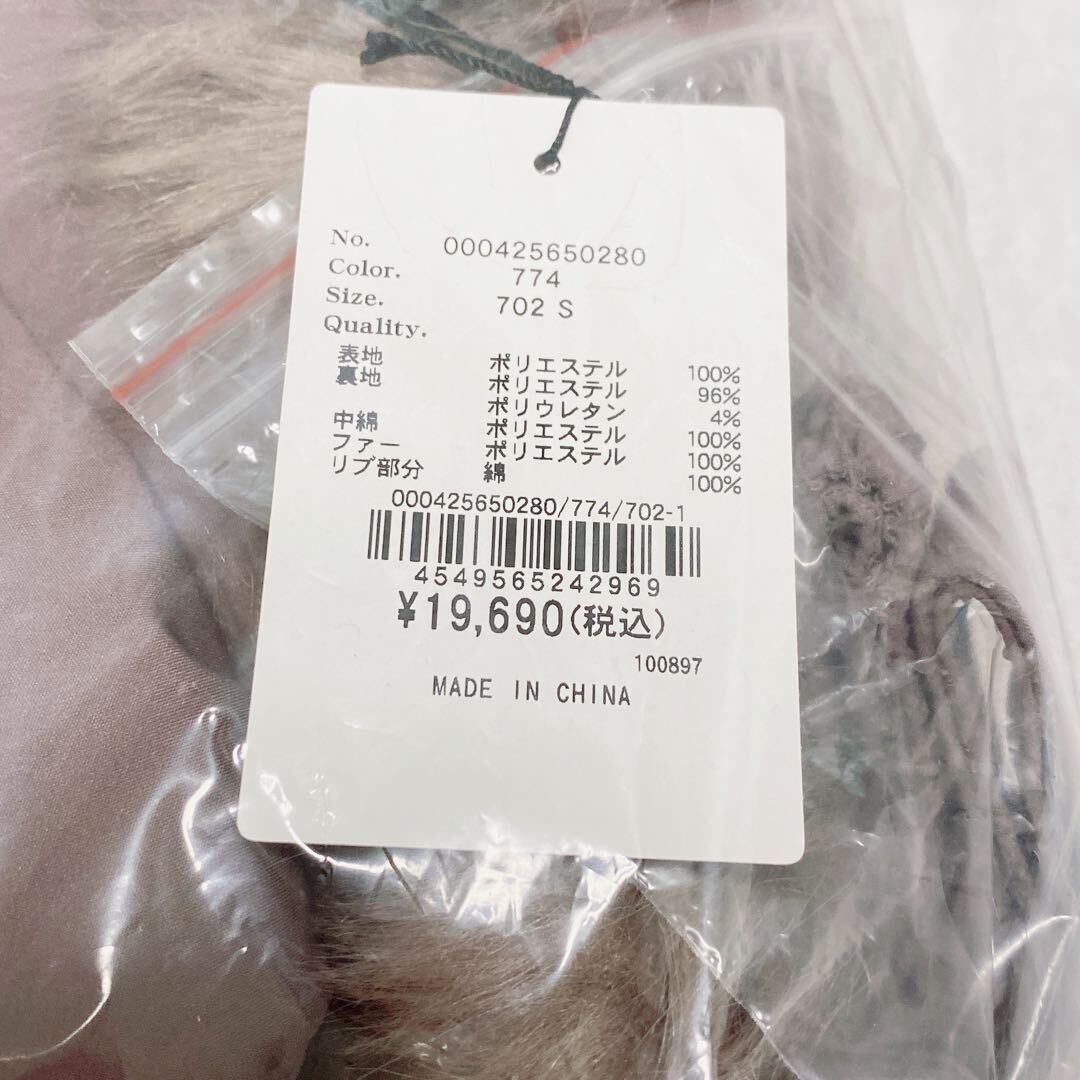 No. 000425650280
Color. 774
Size. 702 S
Quality.
表地 ポリエステル 100%
裏地 ポリエステル 96%
ポリウレタン 4%
中綿 ポリエステル 100%
ファー ポリエステル 100%
リブ部分 綿 100%
000425650280/774/702-1
4549565242969
¥19,690(税込)
100897
MADE IN CHINA